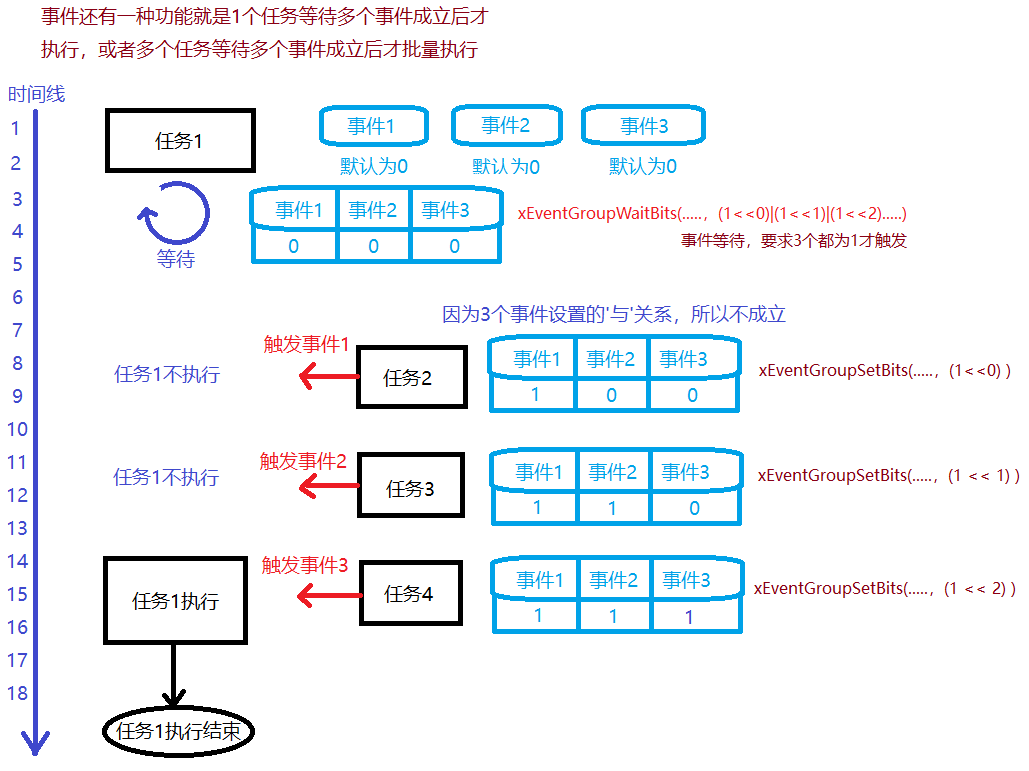 事件还有一种功能就是1个任务等待多个事件成立后才
执行，或者多个任务等待多个事件成立后才批量执行
时间线
1
任务1
事件1
事件2
事件3
2
默认为0
默认为0
默认为0
3
事件1
事件2
事件3
xEventGroupWaitBits(.....，(1<<0)|(1<<1)|(1<<2).....)
4
0
0
0
事件等待，要求3个都为1才触发
等待
5
6
7
因为3个事件设置的'与'关系，所以不成立
触发事件1
8
任务1不执行
任务2
事件1
事件2
事件3
xEventGroupSetBits(.....，(1<<0) )
9
1
0
0
10
11
触发事件2
任务1不执行
任务3
事件1
事件2
事件3
xEventGroupSetBits(.....，(1 << 1) )
12
1
1
0
13
14
触发事件3
15
任务1执行
任务4
事件1
事件2
事件3
xEventGroupSetBits(.....，(1 << 2) )
16
1
1
1
17
18
任务1执行结束